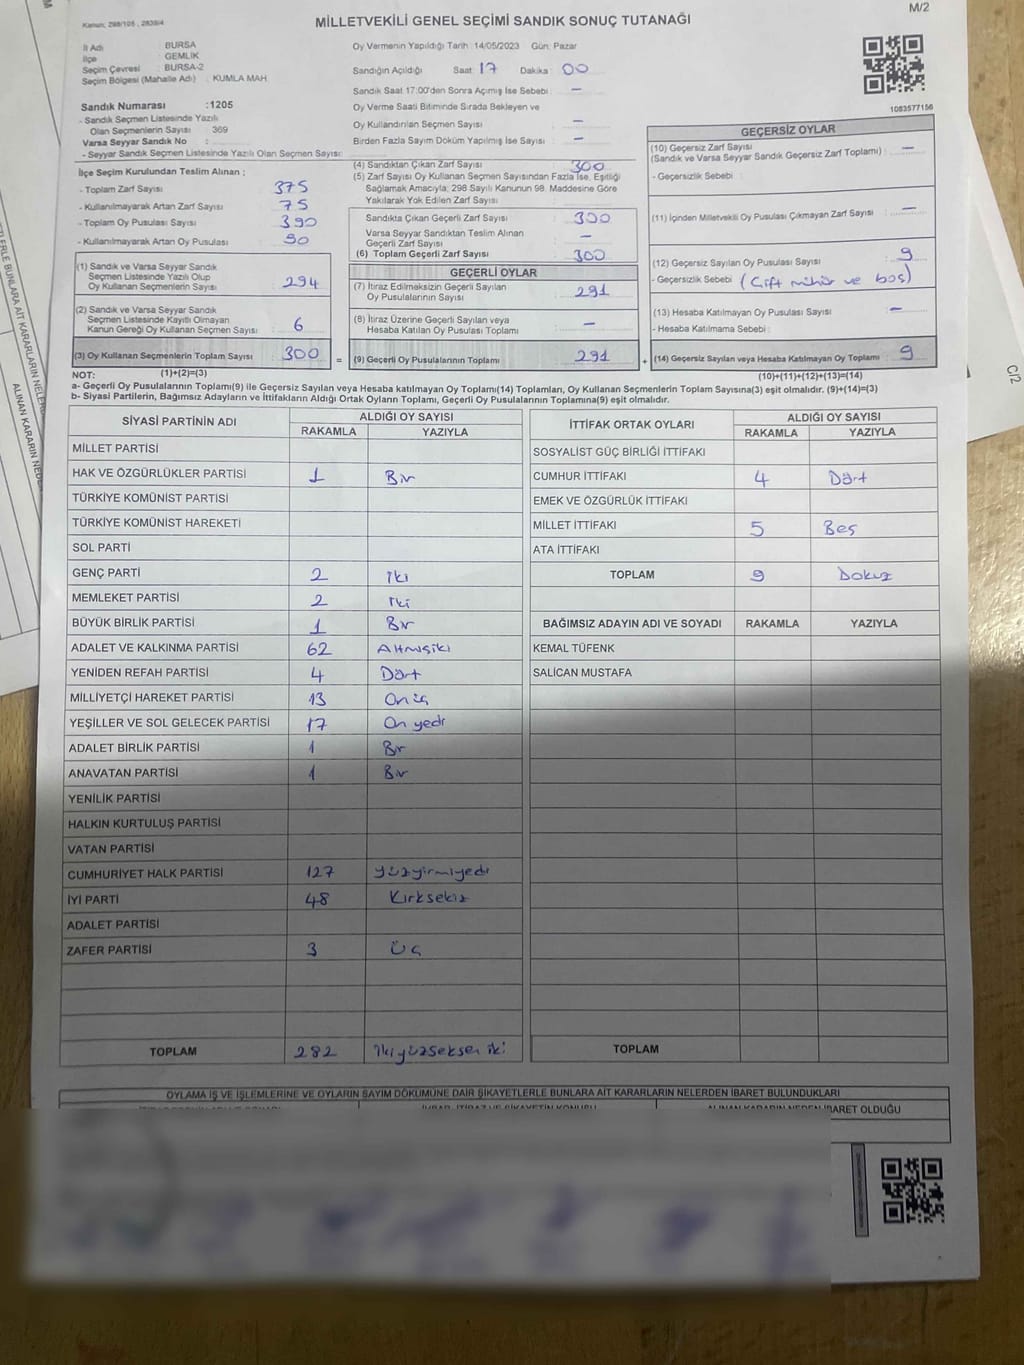 Kanun: 298/105 , 2839/4
MİLLETVEKİLİ GENEL SEÇİMİ SANDIK SONUÇ TUTANAĞI
M/2
İl Adı : BURSA
İlçe : GEMLİK
Seçim Çevresi : BURSA-2
Seçim Bölgesi (Mahalle Adı) : KUMLA MAH.
Sandık Numarası :1205
- Sandık Seçmen Listesinde Yazılı
Olan Seçmenlerin Sayısı : 369
Varsa Seyyar Sandık No :
- Seyyar Sandık Seçmen Listesinde Yazılı Olan Seçmen Sayısı:
İlçe Seçim Kurulundan Teslim Alınan ;
- Toplam Zarf Sayısı : 375
- Kullanılmayarak Artan Zarf Sayısı : 75
- Toplam Oy Pusulası Sayısı : 390
- Kullanılmayarak Artan Oy Pusulası : 90
(1) Sandık ve Varsa Seyyar Sandık
Seçmen Listesinde Yazılı Olup
Oy Kullanan Seçmenlerin Sayısı : 294
(2) Sandık ve Varsa Seyyar Sandık
Seçmen Listesinde Kayıtlı Olmayan
Kanun Gereği Oy Kullanan Seçmen Sayısı : 6
(3) Oy Kullanan Seçmenlerin Toplam Sayısı : 300
(1)+(2)=(3)
Oy Vermenin Yapıldığı Tarih :14/05/2023 Gün: Pazar
Sandığın Açıldığı Saat 17 Dakika 00
Sandık Saat 17:00'den Sonra Açımış İse Sebebi : –
Oy Verme Saati Bitiminde Sırada Bekleyen ve
Oy Kullandırılan Seçmen Sayısı –
Birden Fazla Sayım Döküm Yapılmış İse Sayısı –
(4) Sandıktan Çıkan Zarf Sayısı 300
(5) Zarf Sayısı Oy Kullanan Seçmen Sayısından Fazla İse, Eşitliği
Sağlamak Amacıyla, 298 Sayılı Kanunun 98. Maddesine Göre
Yakılarak Yok Edilen Zarf Sayısı
Sandıkta Çıkan Geçerli Zarf Sayısı : 300
Varsa Seyyar Sandıktan Teslim Alınan
Geçerli Zarf Sayısı : –
(6) Toplam Geçerli Zarf Sayısı : 300
GEÇERLİ OYLAR
(7) İtiraz Edilmeksizin Geçerli Sayılan
Oy Pusulalarının Sayısı : 291
(8) İtiraz Üzerine Geçerli Sayılan veya
Hesaba Katılan Oy Pusulası Toplamı : –
= (9) Geçerli Oy Pusulalarının Toplamı : 291
1083577156
GEÇERSİZ OYLAR
(10) Geçersiz Zarf Sayısı
(Sandık ve Varsa Seyyar Sandık Geçersiz Zarf Toplamı) : –
- Geçersizlik Sebebi :
(11) İçinden Milletvekili Oy Pusulası Çıkmayan Zarf Sayısı : –
(12) Geçersiz Sayılan Oy Pusulası Sayısı : 9
- Geçersizlik Sebebi : (Çift mühür ve boş)
(13) Hesaba Katılmayan Oy Pusulası Sayısı : –
- Hesaba Katılmama Sebebi :
+ (14) Geçersiz Sayılan veya Hesaba Katılmayan Oy Toplamı : 9
(10)+(11)+(12)+(13)=(14)
NOT:
a- Geçerli Oy Pusulalarının Toplamı(9) ile Geçersiz Sayılan veya Hesaba katılmayan Oy Toplamı(14) Toplamları, Oy Kullanan Seçmenlerin Toplam Sayısına(3) eşit olmalıdır. (9)+(14)=(3)
b- Siyasi Partilerin, Bağımsız Adayların ve İttifakların Aldığı Ortak Oyların Toplamı, Geçerli Oy Pusulalarının Toplamına(9) eşit olmalıdır.
SİYASİ PARTİNİN ADI ALDIĞI OY SAYISI
RAKAMLA YAZIYLA
MİLLET PARTİSİ
HAK VE ÖZGÜRLÜKLER PARTİSİ 1 Bir
TÜRKİYE KOMÜNİST PARTİSİ
TÜRKİYE KOMÜNİST HAREKETİ
SOL PARTİ
GENÇ PARTİ 2 iki
MEMLEKET PARTİSİ 2 iki
BÜYÜK BİRLİK PARTİSİ 1 Bir
ADALET VE KALKINMA PARTİSİ 62 Altmışiki
YENİDEN REFAH PARTİSİ 4 Dört
MİLLİYETÇİ HAREKET PARTİSİ 13 Onüç
YEŞİLLER VE SOL GELECEK PARTİSİ 17 On yedi
ADALET BİRLİK PARTİSİ 1 Bir
ANAVATAN PARTİSİ 1 Bir
YENİLİK PARTİSİ
HALKIN KURTULUŞ PARTİSİ
VATAN PARTİSİ
CUMHURİYET HALK PARTİSİ 127 yüzyirmiyedi
İYİ PARTİ 48 Kırksekiz
ADALET PARTİSİ
ZAFER PARTİSİ 3 Üç
TOPLAM 282 ikiyüzseksen iki
İTTİFAK ORTAK OYLARI ALDIĞI OY SAYISI
RAKAMLA YAZIYLA
SOSYALİST GÜÇ BİRLİĞİ İTTİFAKI
CUMHUR İTTİFAKI 4 Dört
EMEK VE ÖZGÜRLÜK İTTİFAKI
MİLLET İTTİFAKI 5 Beş
ATA İTTİFAKI
TOPLAM 9 Dokuz
BAĞIMSIZ ADAYIN ADI VE SOYADI RAKAMLA YAZIYLA
KEMAL TÜFENK
SALİCAN MUSTAFA
TOPLAM
OYLAMA İŞ VE İŞLEMLERİNE VE OYLARIN SAYIM DÖKÜMÜNE DAİR ŞİKAYETLERLE BUNLARA AİT KARARLARIN NELERDEN İBARET BULUNDUKLARI
ALINAN KARARIN NEDEN İBARET OLDUĞU
C/2